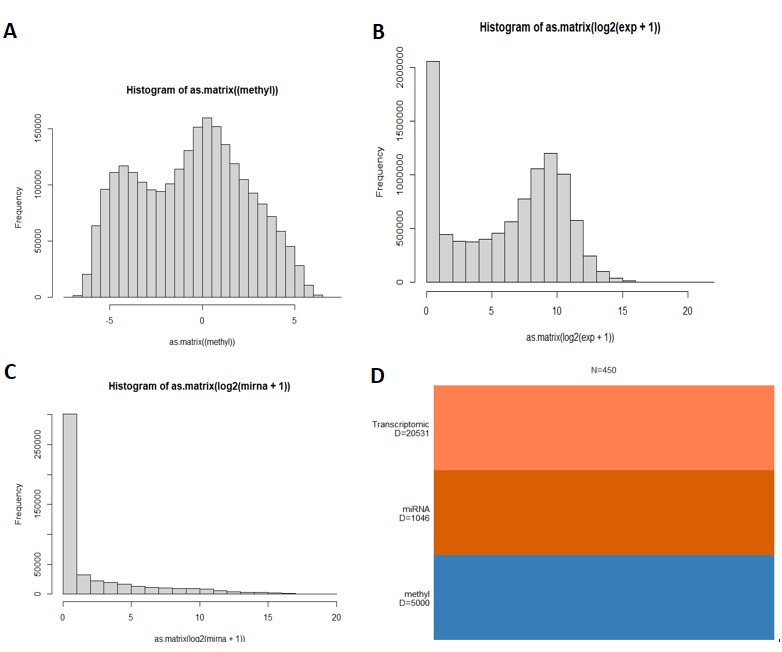 A
Histogram of as.matrix((methyl))
Frequency
0
50000
100000
150000
-5
0
5
as.matrix((methyl))
B
Histogram of as.matrix(log2(exp + 1))
Frequency
0
500000
1000000
1500000
2000000
0
5
10
15
20
as.matrix(log2(exp + 1))
C
Histogram of as.matrix(log2(mirna + 1))
Frequency
0
50000
150000
250000
0
5
10
15
20
as.matrix(log2(mirna + 1))
D
N=450
Transcriptomic
D=20531
miRNA
D=1046
methyl
D=5000